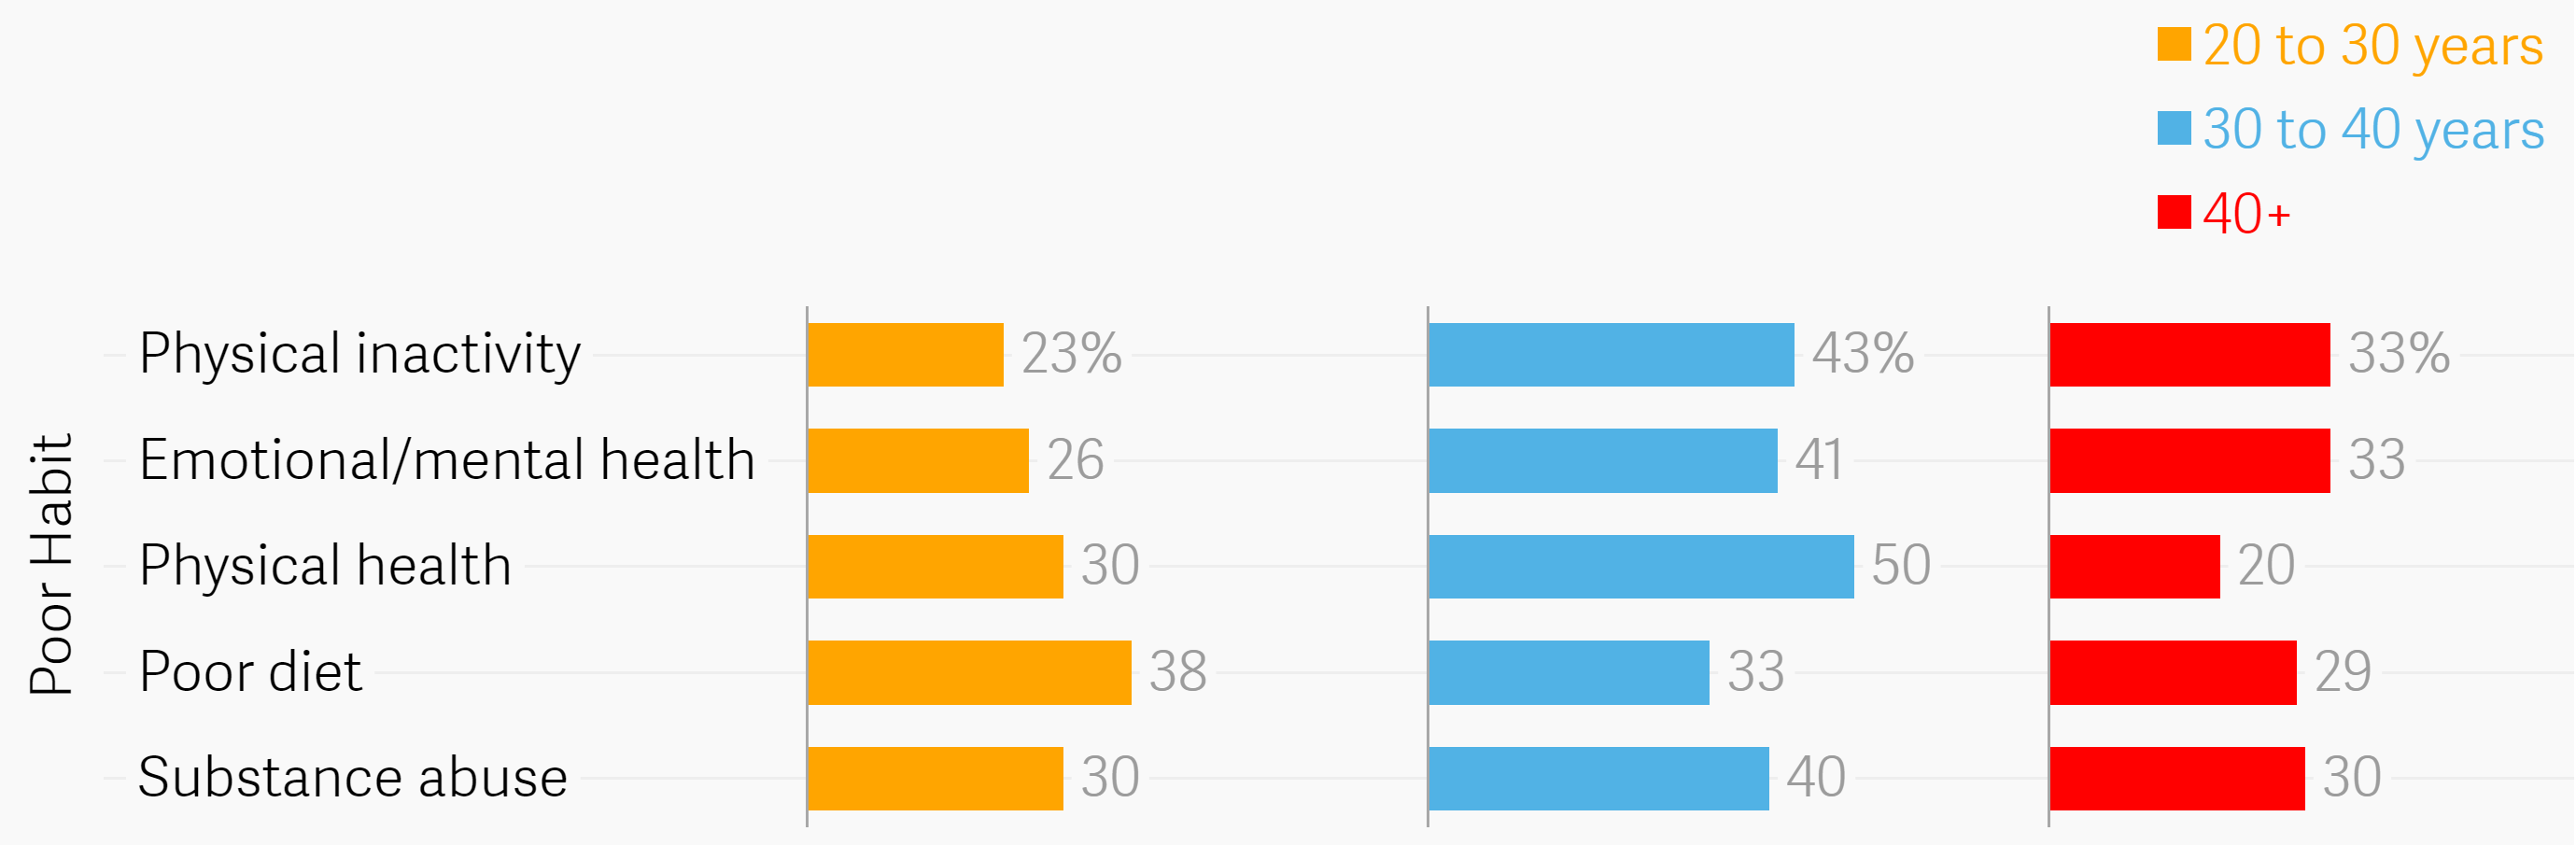 20 to 30 years
30 to 40 years
40+
Poor Habit
Physical inactivity 23% 43% 33%
Emotional/mental health 26 41 33
Physical health 30 50 20
Poor diet 38 33 29
Substance abuse 30 40 30